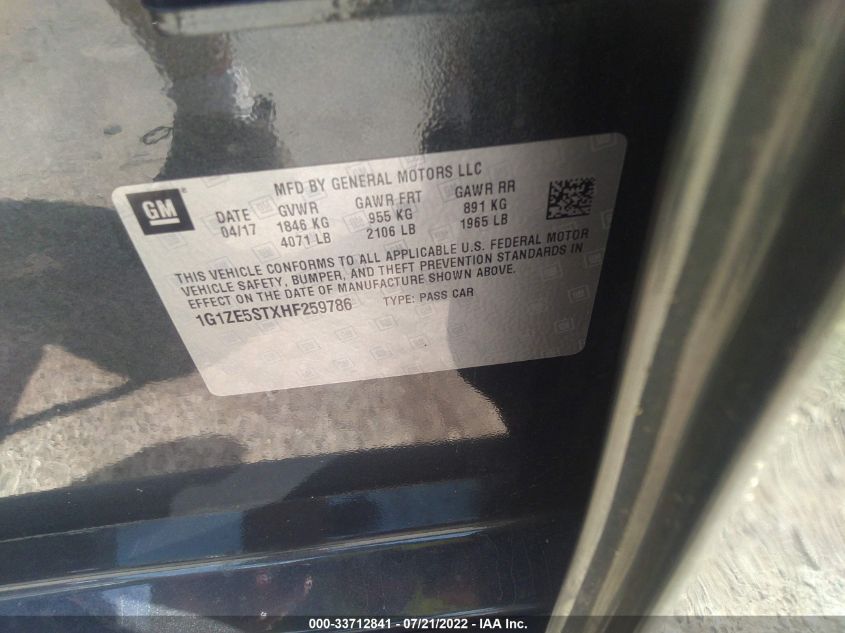 MFD BY GENERAL MOTORS LLC
GM
DATE GVWR GAWR FRT GAWR RR
04/17 1846 KG 955 KG 891 KG
4071 LB 2106 LB 1965 LB
THIS VEHICLE CONFORMS TO ALL APPLICABLE U.S. FEDERAL MOTOR
VEHICLE SAFETY, BUMPER, AND THEFT PREVENTION STANDARDS IN
EFFECT ON THE DATE OF MANUFACTURE SHOWN ABOVE.
1G1ZE5STXHF259786 TYPE: PASS CAR
000-33712841 - 07/21/2022 - IAA Inc.